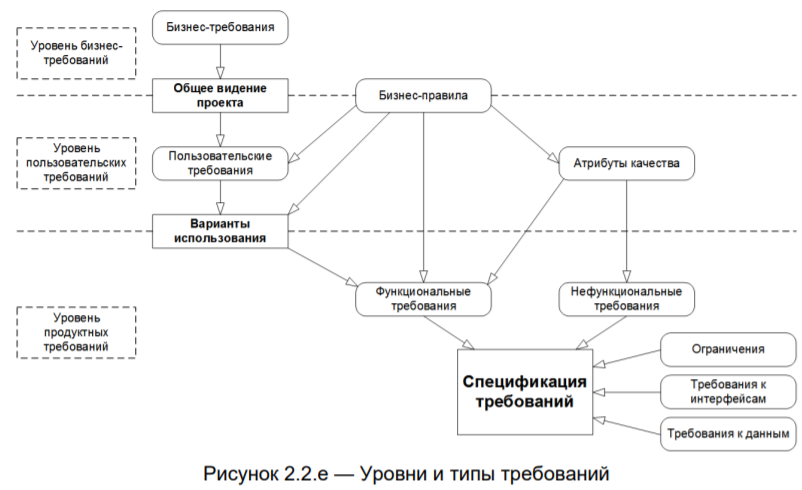 Бизнес-требования
Уровень бизнес-
требований
Общее видение
проекта
Бизнес-правила
Уровень
пользовательских
требований
Пользовательские
требования
Атрибуты качества
Варианты
использования
Функциональные
требования
Нефункциональные
требования
Уровень
продуктных
требований
Спецификация
требований
Ограничения
Требования к
интерфейсам
Требования к данным
Рисунок 2.2.e — Уровни и типы требований